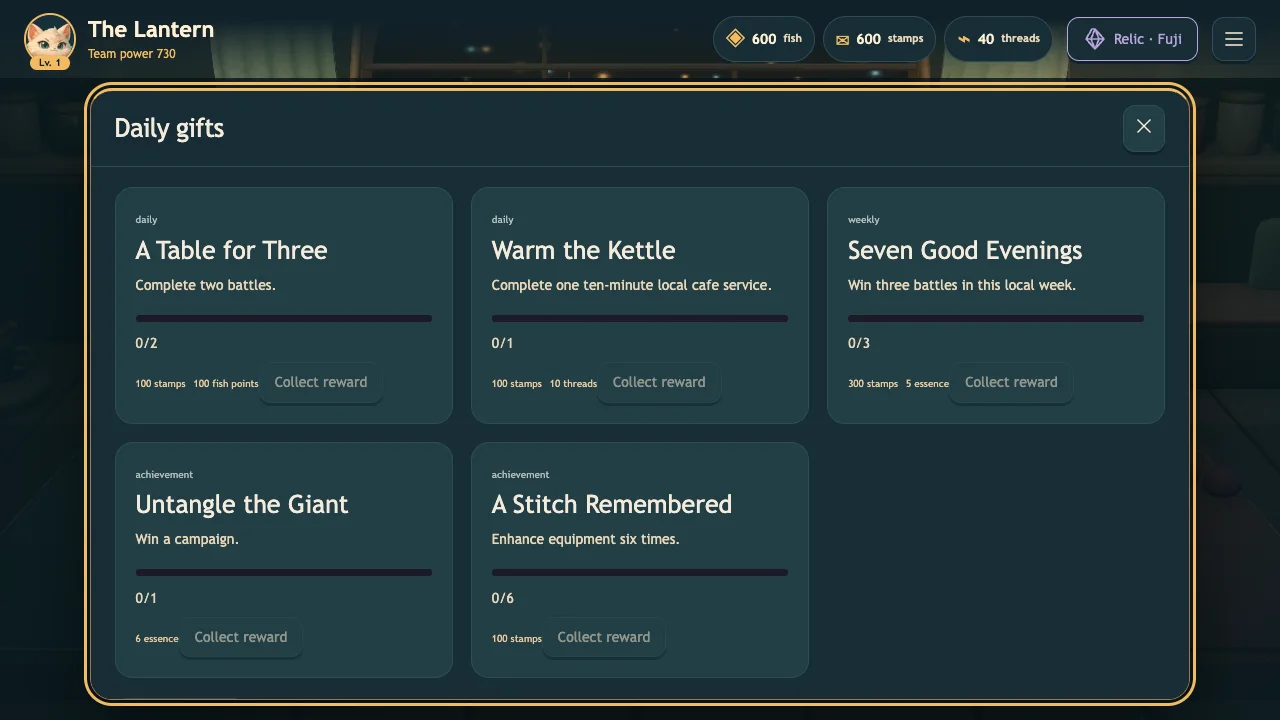 The Lantern
Team power 730
Lv. 1
600 fish
600 stamps
40 threads
Relic · Fuji
Daily gifts
daily
A Table for Three
Complete two battles.
0/2
100 stamps 100 fish points Collect reward
daily
Warm the Kettle
Complete one ten-minute local cafe service.
0/1
100 stamps 10 threads Collect reward
weekly
Seven Good Evenings
Win three battles in this local week.
0/3
300 stamps 5 essence Collect reward
achievement
Untangle the Giant
Win a campaign.
0/1
6 essence Collect reward
achievement
A Stitch Remembered
Enhance equipment six times.
0/6
100 stamps Collect reward